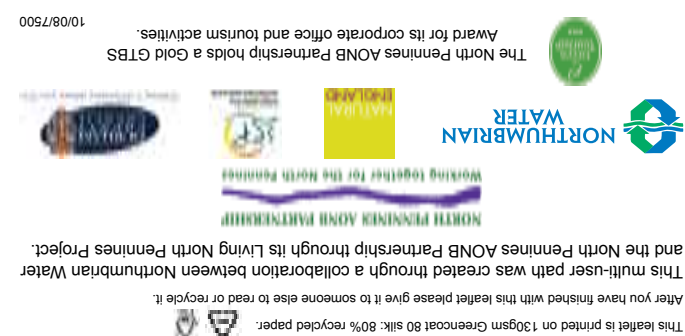 This leaflet is printed on 130gsm Greencoat 80 silk: 80% recycled paper.
After you have finished with this leaflet please give it to someone else to read or recycle it.
This multi-user path was created through a collaboration between Northumbrian Water
and the North Pennines AONB Partnership through its Living North Pennines Project.
NORTH PENNINES AONB PARTNERSHIP
Working together for the North Pennines
NORTHUMBRIAN
WATER
NATURAL
ENGLAND
The North Pennines AONB Partnership holds a Gold GTBS
Award for its corporate office and tourism activities.
10/08/7500